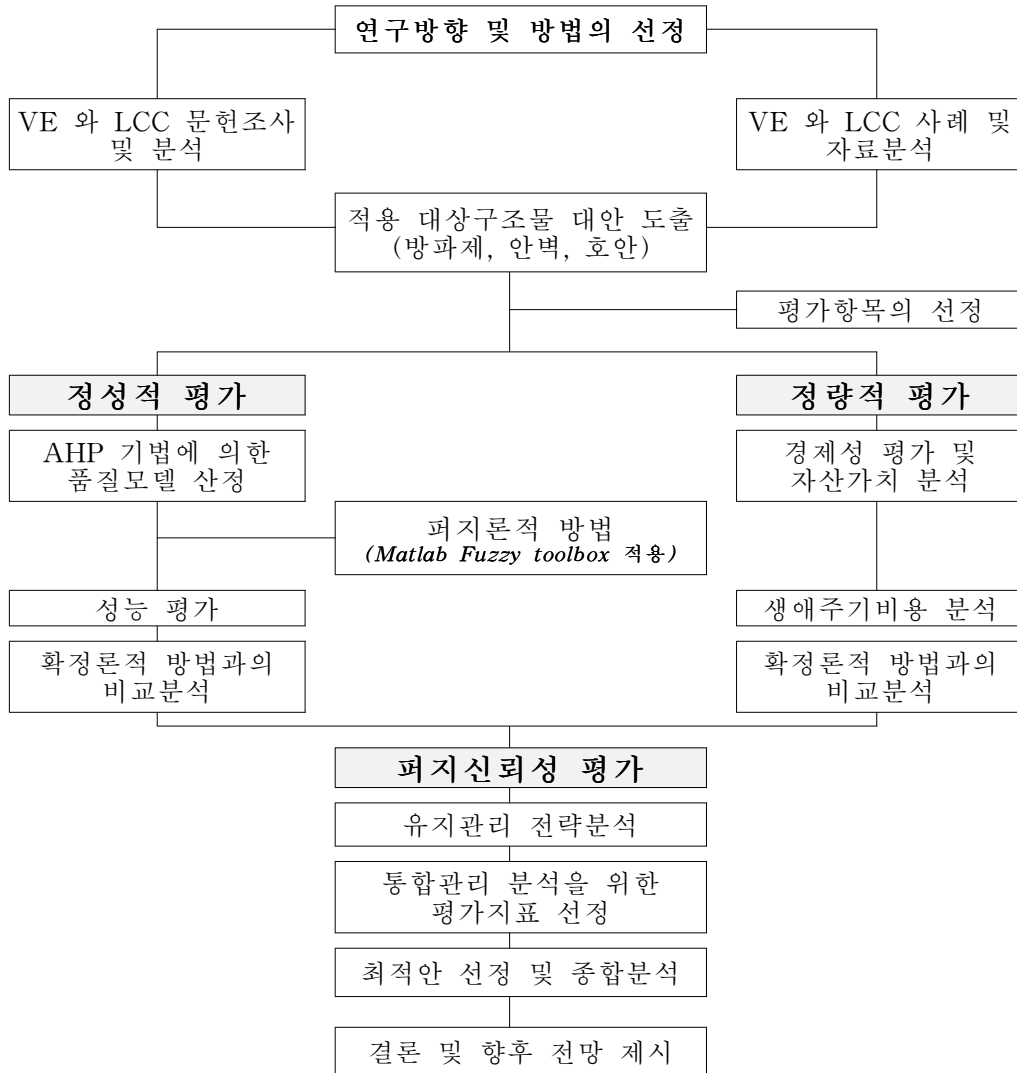 연구방향 및 방법의 선정
VE 와 LCC 문헌조사
및 분석
VE 와 LCC 사례 및
자료분석
적용 대상구조물 대안 도출
(방파제, 안벽, 호안)
평가항목의 선정
정성적 평가
정량적 평가
AHP 기법에 의한
품질모델 산정
경제성 평가 및
자산가치 분석
퍼지론적 방법
(Matlab Fuzzy toolbox 적용)
성능 평가
생애주기비용 분석
확정론적 방법과의
비교분석
확정론적 방법과의
비교분석
퍼지신뢰성 평가
유지관리 전략분석
통합관리 분석을 위한
평가지표 선정
최적안 선정 및 종합분석
결론 및 향후 전망 제시